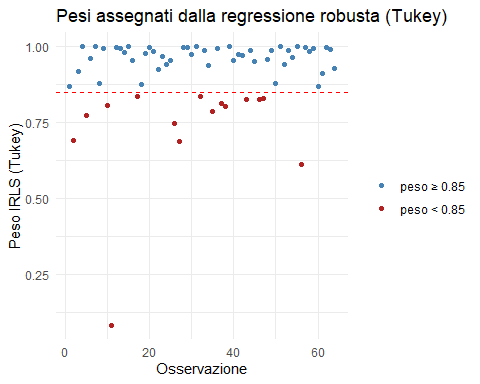 Pesi assegnati dalla regressione robusta (Tukey)
Peso IRLS (Tukey)
1.00
0.75
0.50
0.25
0 20 40 60
Osservazione
peso ≥ 0.85
peso < 0.85